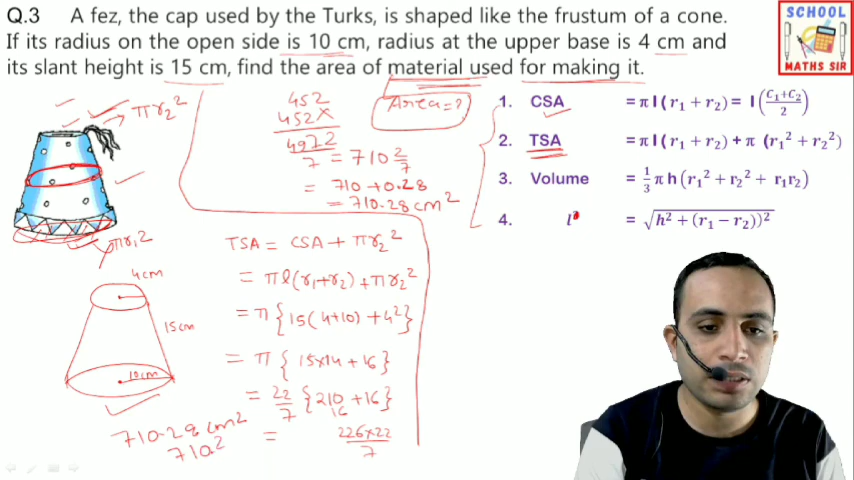 Q.3 A fez, the cap used by the Turks, is shaped like the frustum of a cone.
If its radius on the open side is 10 cm, radius at the upper base is 4 cm and
its slant height is 15 cm, find the area of material used for making it.
SCHOOL
MATHS SIR
πr₂²
πr₁²
4cm
15cm
10cm
710.28 cm²
452
452×
4972
7
= 710 2/7
= 710+0.28
= 710.28 cm²
Area = ?
TSA = CSA + πr₂²
= πl(r₁+r₂)+πr₂²
= π{15(4+10)+4²}
= π{15×14+16}
= 22/7 {210+16}
16
= 226×22/7
1. CSA = π l (r₁ + r₂) = l ((C₁+C₂)/2)
2. TSA = π l (r₁ + r₂) + π (r₁² + r₂²)
3. Volume = 1/3 π h (r₁² + r₂² + r₁r₂)
4. l = √(h² + (r₁ − r₂))²